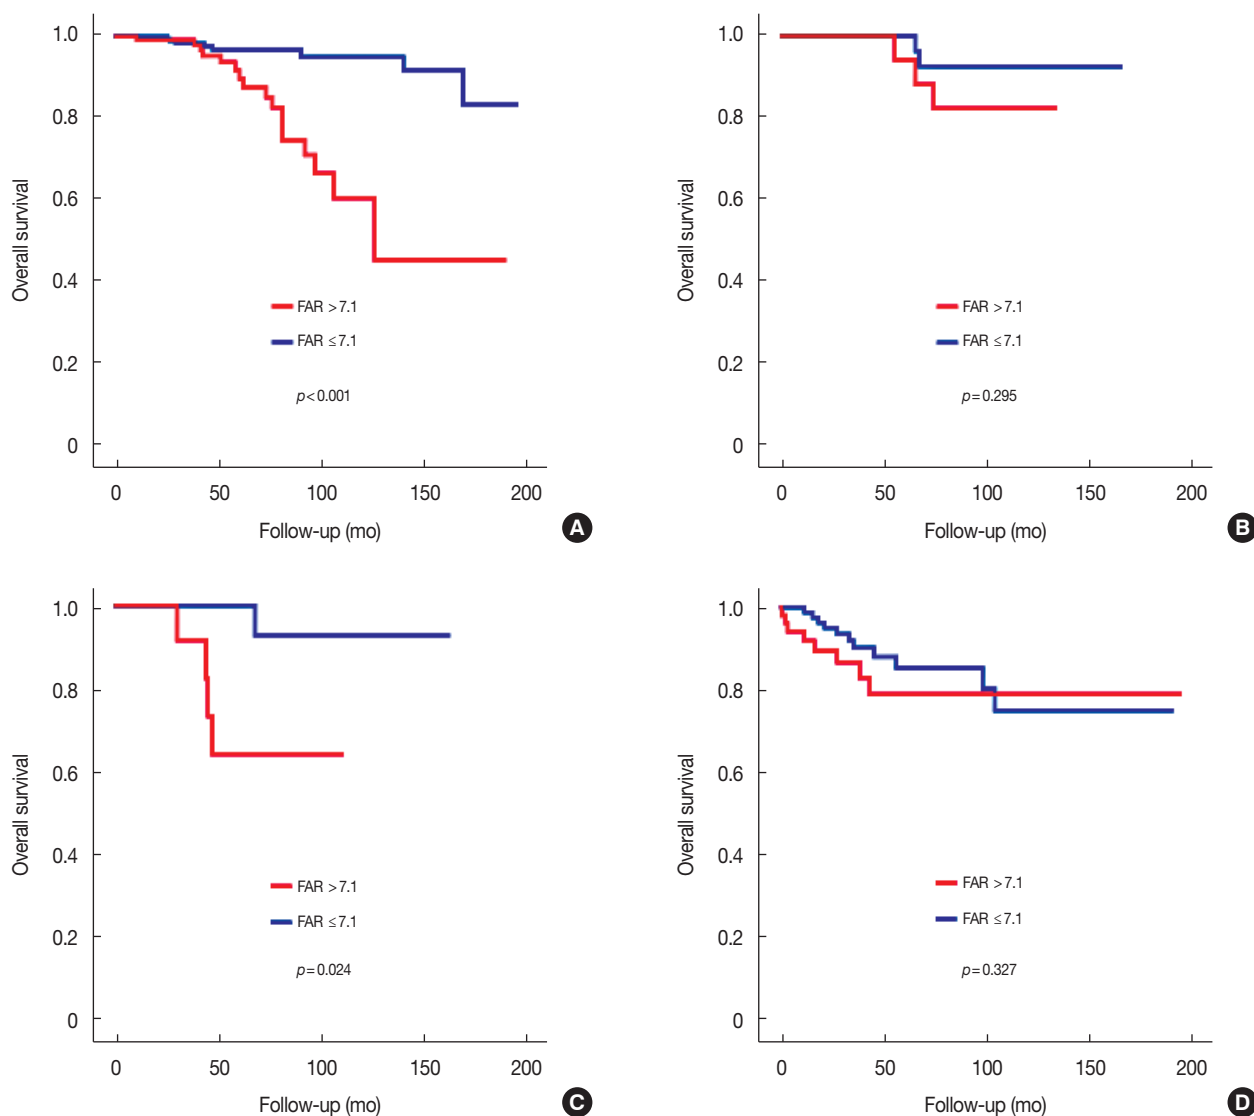 1.0
0.8
0.6
0.4
0.2
0
Overall survival
FAR >7.1
FAR ≤7.1
p<0.001
0 50 100 150 200
Follow-up (mo)
A
1.0
0.8
0.6
0.4
0.2
0
Overall survival
FAR >7.1
FAR ≤7.1
p=0.295
0 50 100 150 200
Follow-up (mo)
B
1.0
0.8
0.6
0.4
0.2
0
Overall survival
FAR >7.1
FAR ≤7.1
p=0.024
0 50 100 150 200
Follow-up (mo)
C
1.0
0.8
0.6
0.4
0.2
0
Overall survival
FAR >7.1
FAR ≤7.1
p=0.327
0 50 100 150 200
Follow-up (mo)
D